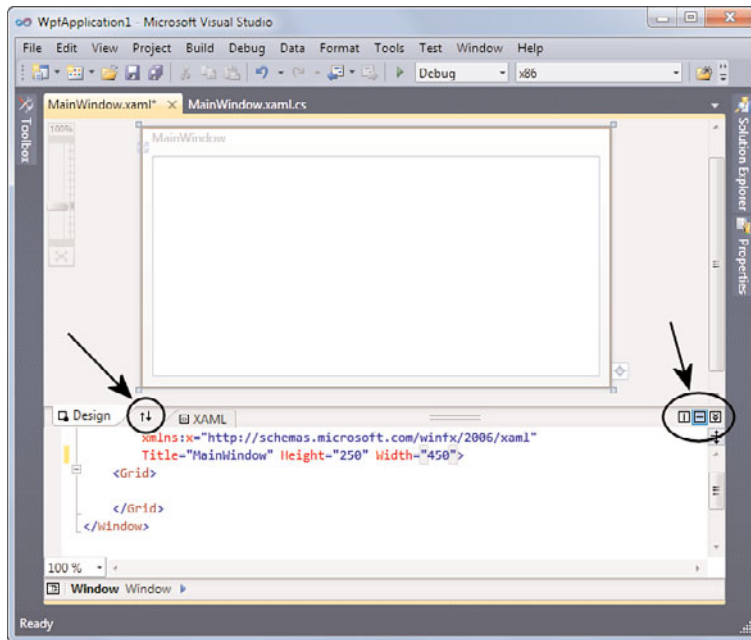 WpfApplication1 - Microsoft Visual Studio
File Edit View Project Build Debug Data Format Tools Test Window Help
Debug x86
MainWindow.xaml* MainWindow.xaml.cs
Toolbox
Solution Explorer
Properties
100%
MainWindow
Design XAML
xmlns:x="http://schemas.microsoft.com/winfx/2006/xaml"
Title="MainWindow" Height="250" Width="450">
<Grid>
</Grid>
</Window>
100 %
Window Window
Ready